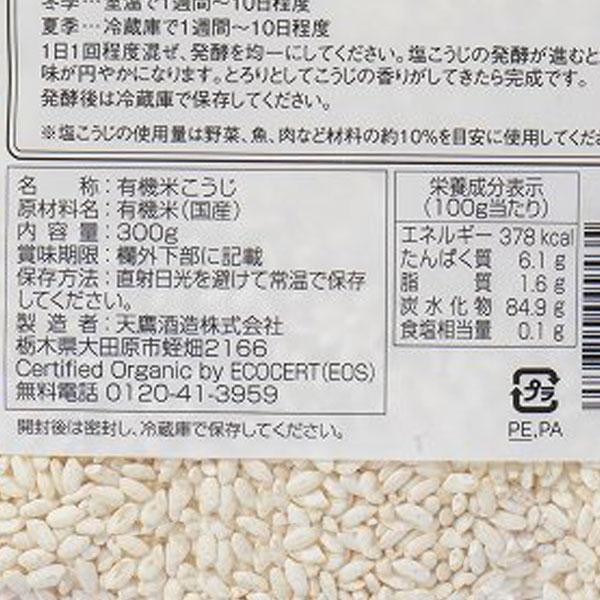 冬季…室温で1週間～10日程度
夏季…冷蔵庫で1週間～10日程度
1日1回程度混ぜ、発酵を均一にしてください。塩こうじの発酵が進むと
味が円やかになります。とろりとしてこうじの香りがしてきたら完成です。
発酵後は冷蔵庫で保存してください。
※塩こうじの使用量は野菜、魚、肉など材料の約10％を目安に使用してくだ
名　　称：有機米こうじ
原材料名：有機米（国産）
内 容 量：300g
賞味期限：欄外下部に記載
保存方法：直射日光を避けて常温で保存
してください。
製 造 者：天鷹酒造株式会社
栃木県大田原市蛭畑2166
Certified Organic by ECOCERT(EOS)
無料電話 0120-41-3959
開封後は密封し、冷蔵庫で保存してください。
栄養成分表示
（100g当たり）
エネルギー 378 kcal
たんぱく質 6.1 g
脂　　質 1.6 g
炭水化物 84.9 g
食塩相当量 0.1 g
プラ
PE,PA